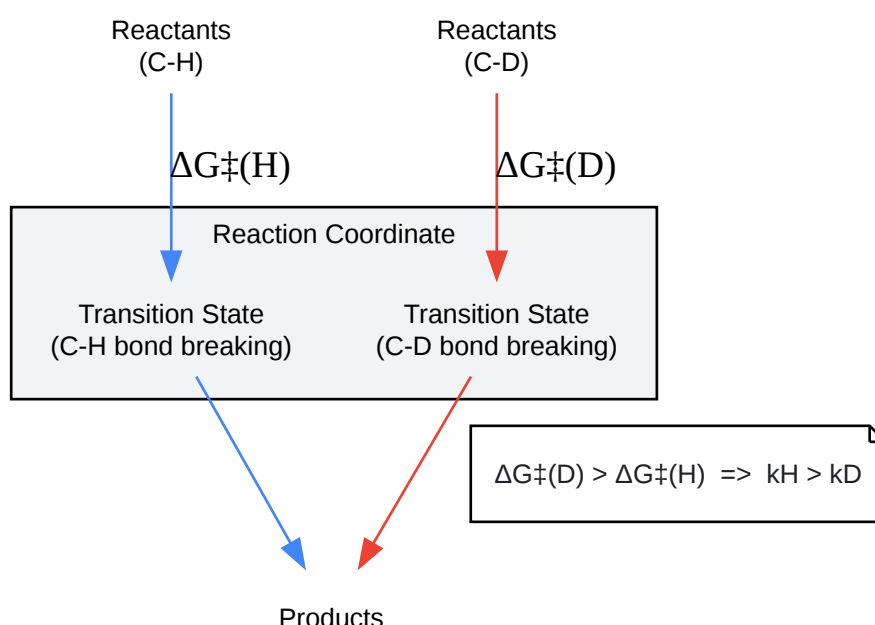 Reactants
(C-H)
Reactants
(C-D)
ΔG‡(H)
ΔG‡(D)
Reaction Coordinate
Transition State
(C-H bond breaking)
Transition State
(C-D bond breaking)
ΔG‡(D) > ΔG‡(H) => kH > kD
Products